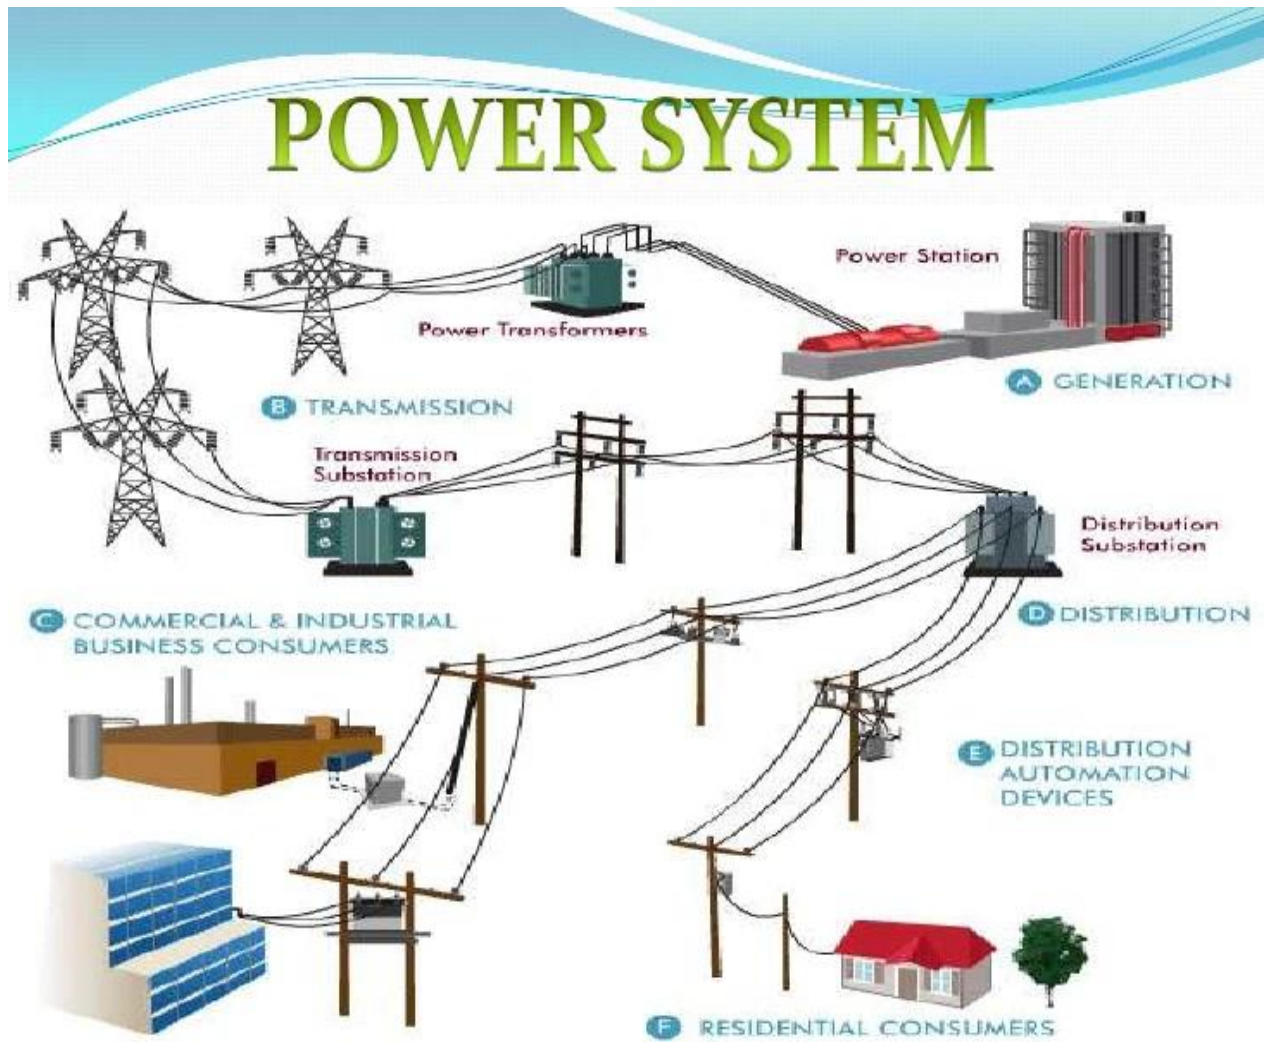 POWER SYSTEM
Power Station
Power Transformers
A GENERATION
B TRANSMISSION
Transmission
Substation
Distribution
Substation
C COMMERCIAL & INDUSTRIAL
BUSINESS CONSUMERS
D DISTRIBUTION
E DISTRIBUTION
AUTOMATION
DEVICES
F RESIDENTIAL CONSUMERS